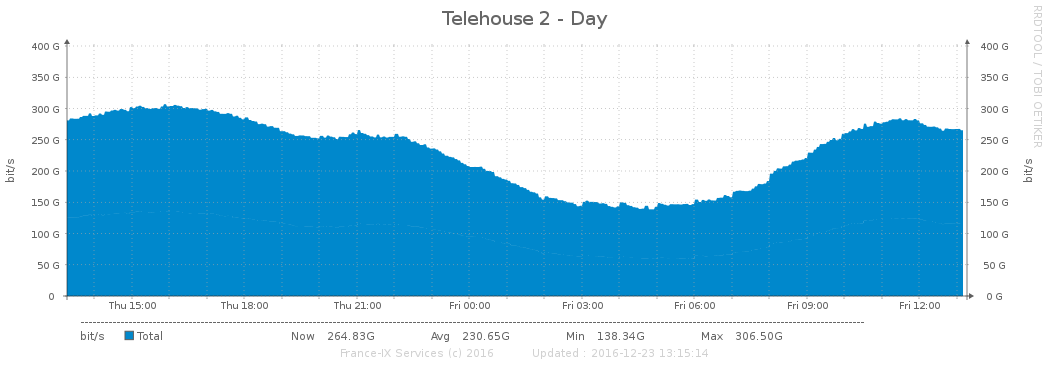 Telehouse 2 - Day
RRDTOOL / TOBI OETIKER
bit/s
400 G 400 G
350 G 350 G
300 G 300 G
250 G 250 G
200 G 200 G
150 G 150 G
100 G 100 G
50 G 50 G
0 0 G
bit/s
Thu 15:00 Thu 18:00 Thu 21:00 Fri 00:00 Fri 03:00 Fri 06:00 Fri 09:00 Fri 12:00
bit/s Total Now 264.83G Avg 230.65G Min 138.34G Max 306.50G
France-IX Services (c) 2016 Updated : 2016-12-23 13:15:14